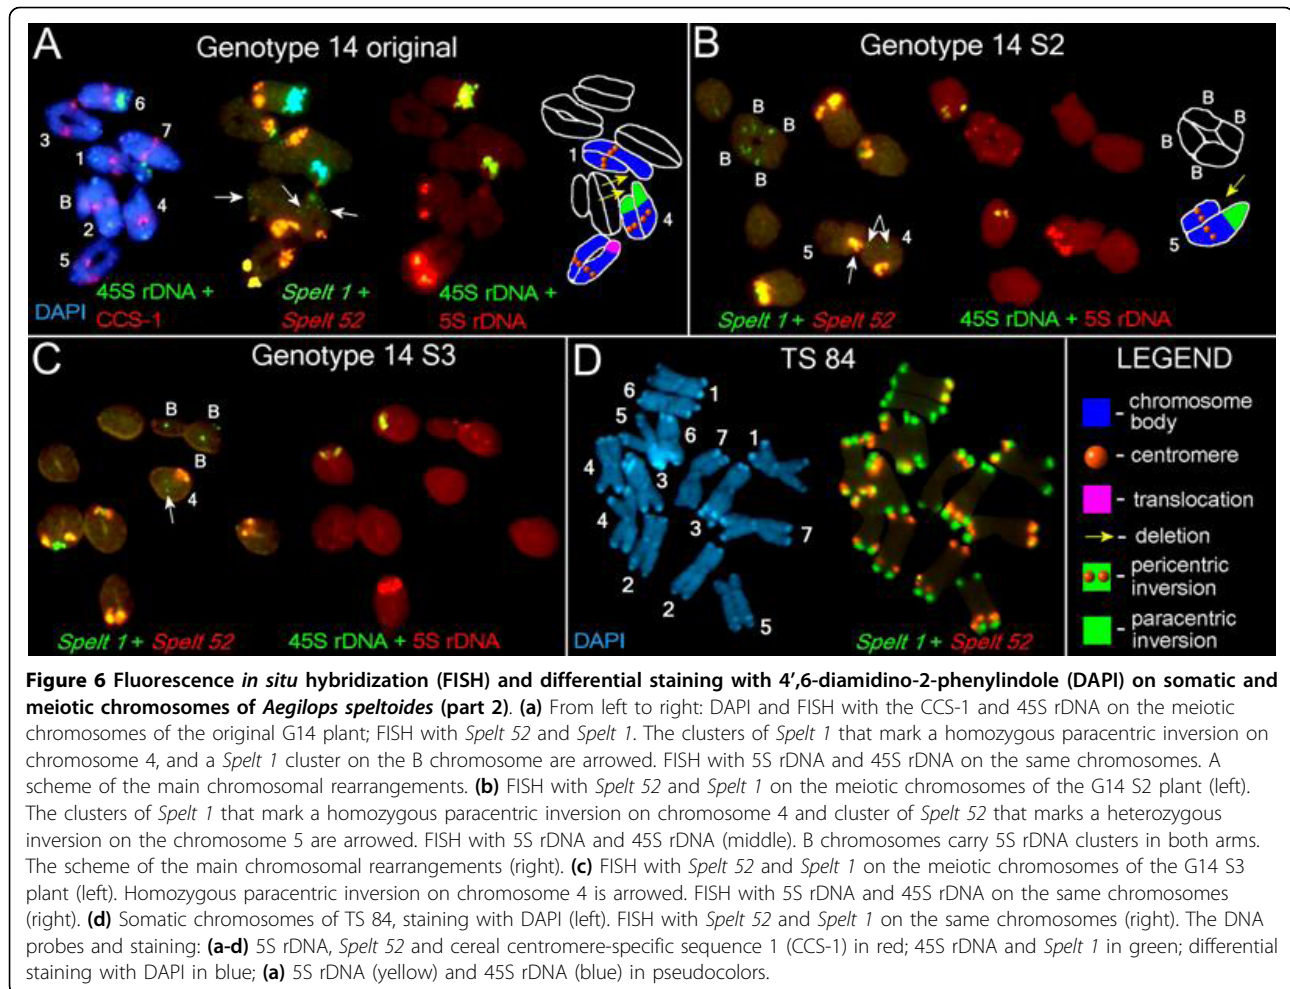 A
Genotype 14 original
6
3
7
1
B
4
2
5
1
4
DAPI
45S rDNA +
CCS-1
Spelt 1 +
Spelt 52
45S rDNA +
5S rDNA
B
Genotype 14 S2
B
B
B
B
5
4
B
B
B
B
5
Spelt 1 + Spelt 52
45S rDNA + 5S rDNA
C
Genotype 14 S3
B
B
B
4
Spelt 1 + Spelt 52
45S rDNA + 5S rDNA
D
TS 84
6
1
5
6
7
1
4
3
4
3
7
2
2
5
DAPI
Spelt 1 + Spelt 52
LEGEND
- chromosome
body
- centromere
- translocation
- deletion
- pericentric
inversion
- paracentric
inversion
Figure 6 Fluorescence in situ hybridization (FISH) and differential staining with 4′,6-diamidino-2-phenylindole (DAPI) on somatic and
meiotic chromosomes of Aegilops speltoides (part 2). (a) From left to right: DAPI and FISH with the CCS-1 and 45S rDNA on the meiotic
chromosomes of the original G14 plant; FISH with Spelt 52 and Spelt 1. The clusters of Spelt 1 that mark a homozygous paracentric inversion on
chromosome 4, and a Spelt 1 cluster on the B chromosome are arrowed. FISH with 5S rDNA and 45S rDNA on the same chromosomes. A
scheme of the main chromosomal rearrangements. (b) FISH with Spelt 52 and Spelt 1 on the meiotic chromosomes of the G14 S2 plant (left).
The clusters of Spelt 1 that mark a homozygous paracentric inversion on chromosome 4 and cluster of Spelt 52 that marks a heterozygous
inversion on the chromosome 5 are arrowed. FISH with 5S rDNA and 45S rDNA (middle). B chromosomes carry 5S rDNA clusters in both arms.
The scheme of the main chromosomal rearrangements (right). (c) FISH with Spelt 52 and Spelt 1 on the meiotic chromosomes of the G14 S3
plant (left). Homozygous paracentric inversion on chromosome 4 is arrowed. FISH with 5S rDNA and 45S rDNA on the same chromosomes
(right). (d) Somatic chromosomes of TS 84, staining with DAPI (left). FISH with Spelt 52 and Spelt 1 on the same chromosomes (right). The DNA
probes and staining: (a-d) 5S rDNA, Spelt 52 and cereal centromere-specific sequence 1 (CCS-1) in red; 45S rDNA and Spelt 1 in green; differential
staining with DAPI in blue; (a) 5S rDNA (yellow) and 45S rDNA (blue) in pseudocolors.